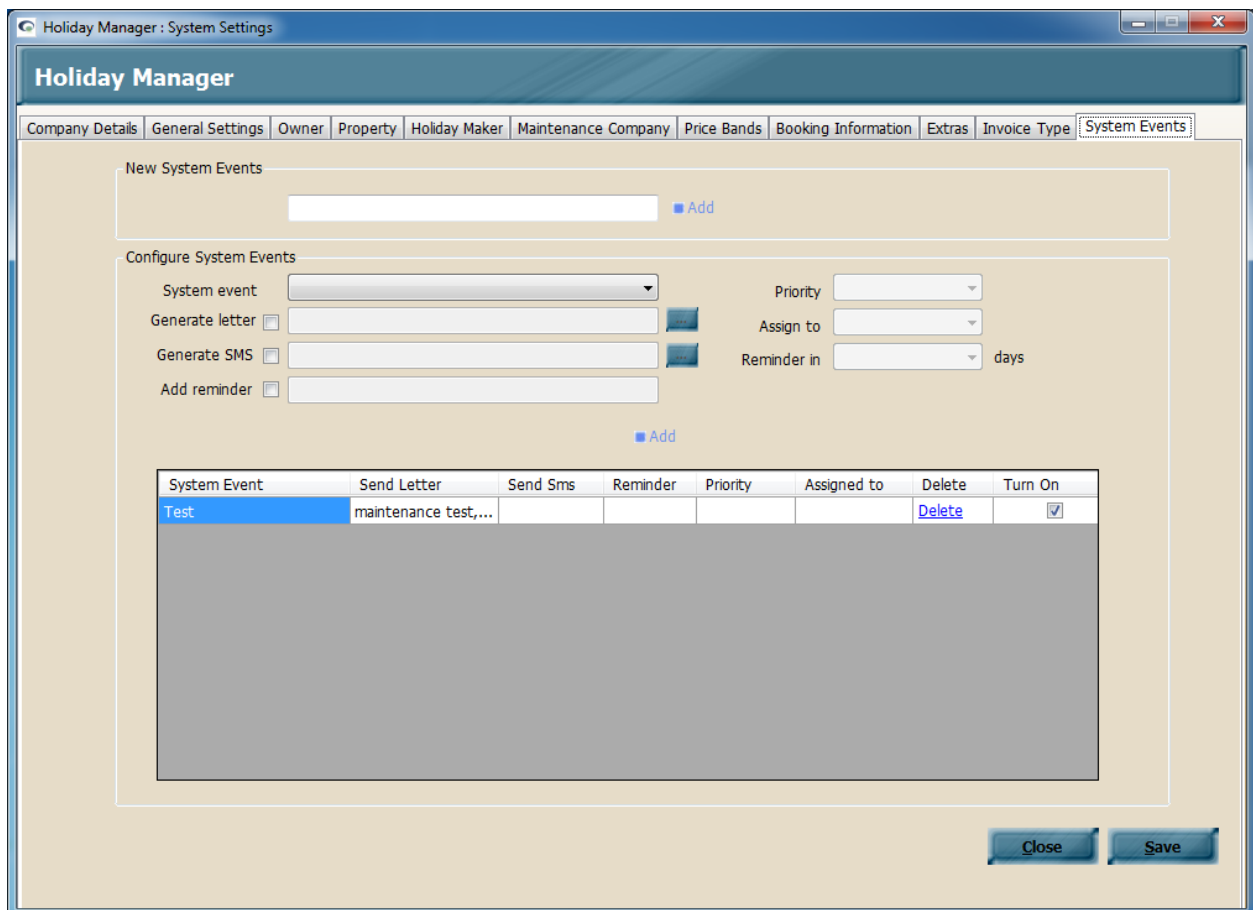 Holiday Manager : System Settings
Holiday Manager
Company Details General Settings Owner Property Holiday Maker Maintenance Company Price Bands Booking Information Extras Invoice Type System Events
New System Events
Add
Configure System Events
System event Priority
Generate letter ... Assign to
Generate SMS ... Reminder in days
Add reminder
Add
System Event Send Letter Send Sms Reminder Priority Assigned to Delete Turn On
Test maintenance test,... Delete
Close Save